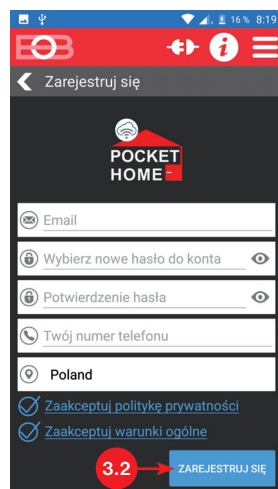 16 % 8:19
EOB
Zarejestruj się
POCKET
HOME
Email
Wybierz nowe hasło do konta
Potwierdzenie hasła
Twój numer telefonu
Poland
Zaakceptuj politykę prywatności
Zaakceptuj warunki ogólne
3.2 ZAREJESTRUJ SIĘ